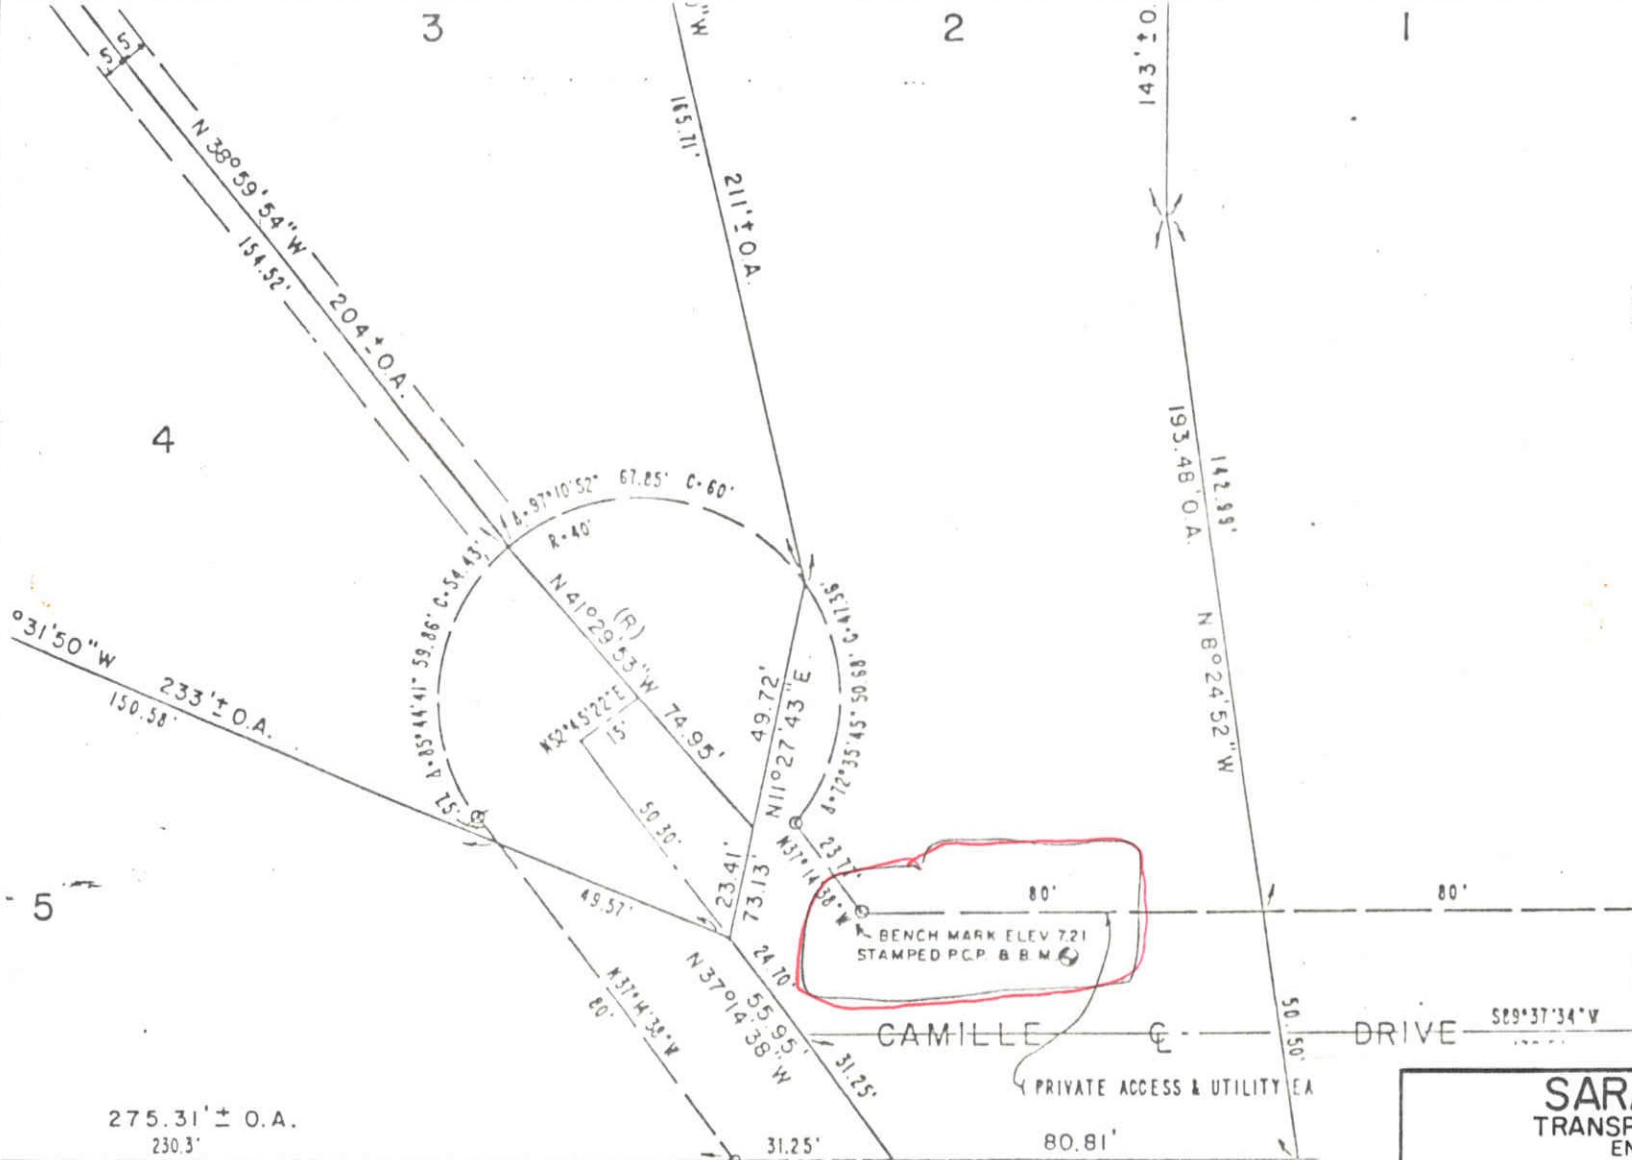 3
2
1
5
5
143'±0.
W"
N 38°59'54" W
154.52'
165.71'
211'± O.A.
204± O.A.
193.48' O.A.
142.99'
4
Δ=97°10'52" 67.85' C=60'
R=40'
Δ=85°44'41" 59.86' C=54.43'
N 41°29'53" W
(R)
74.95'
Δ=72°35'45" 50.68' C=47.36'
N 8°24'52" W
°31'50" W
233'± O.A.
150.58'
N52°45'22"E
15'
49.72'
N11°27'43"E
50.30'
23.41'
73.13'
23.77'
N37°14'38"W
5
49.57'
80'
80'
BENCH MARK ELEV 7.21
STAMPED P.C.P. & B.M.
24.70'
55.95'
N 37°14'38" W
31.25'
N37°14'38"W
80'
CAMILLE ℄ DRIVE
S89°37'34"W
50.50'
PRIVATE ACCESS & UTILITY EA
275.31'± O.A.
230.3'
31.25'
80.81'
SARA
TRANSP
EN